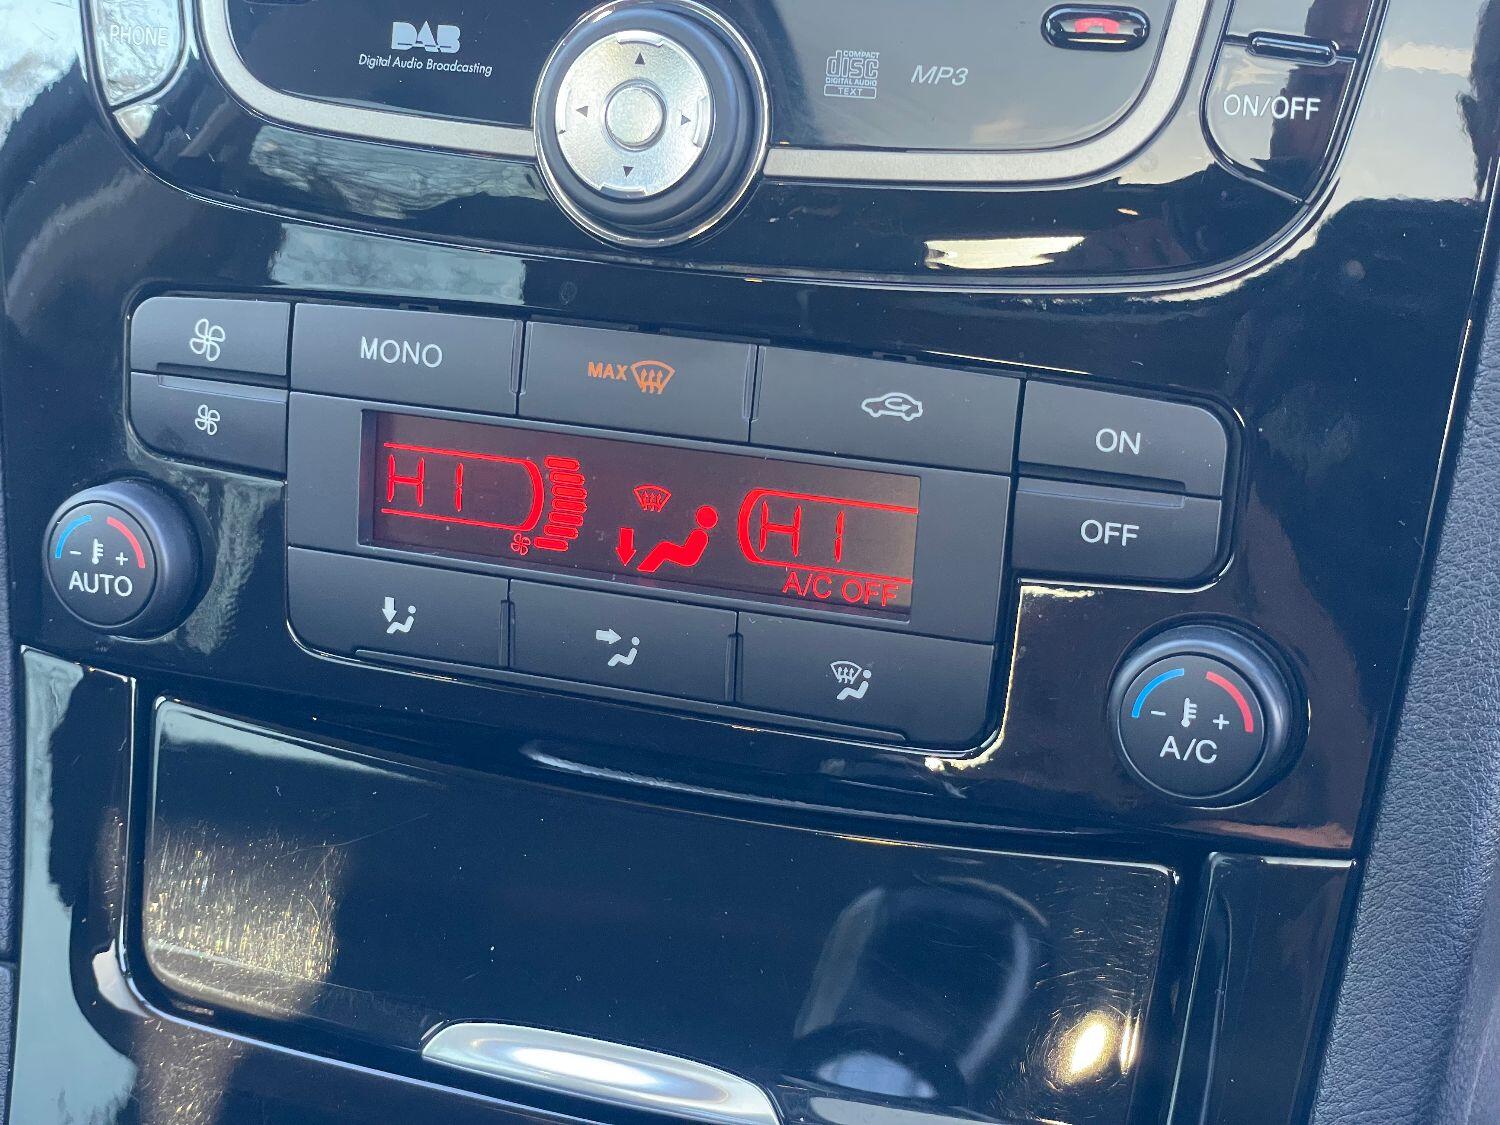 PHONE
DAB
Digital Audio Broadcasting
COMPACT
disc
DIGITAL AUDIO
TEXT
MP3
ON/OFF
MONO
MAX
ON
OFF
HI
HI
A/C OFF
- +
AUTO
- +
A/C